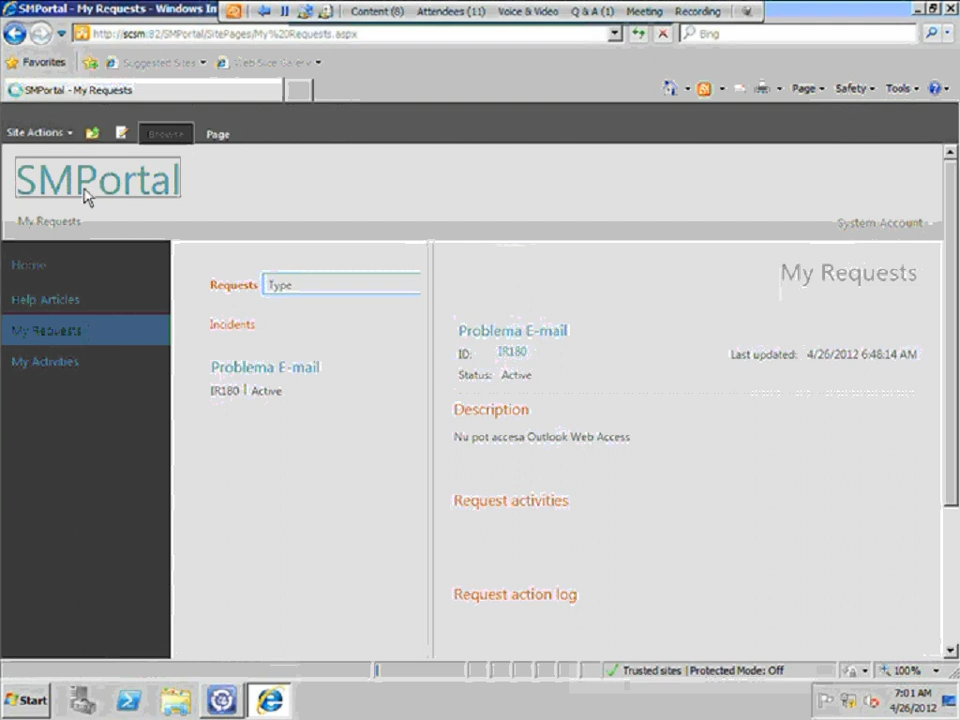 SMPortal - My Requests - Windows In
Content (8) Attendees (11) Voice & Video Q & A (1) Meeting Recording
http://scsm:82/SMPortal/SitePages/My%20Requests.aspx
Bing
Favorites Suggested Sites Web Slice Gallery
SMPortal - My Requests
Page Safety Tools
Site Actions Browse Page
SMPortal
My Requests
System Account
Home
Help Articles
My Requests
My Activities
Requests Type
Incidents
Problema E-mail
IR180 | Active
My Requests
Problema E-mail
ID: IR180
Last updated: 4/26/2012 6:48:14 AM
Status: Active
Description
Nu pot accesa Outlook Web Access
Request activities
Request action log
Trusted sites | Protected Mode: Off
100%
Start
7:01 AM
4/26/2012